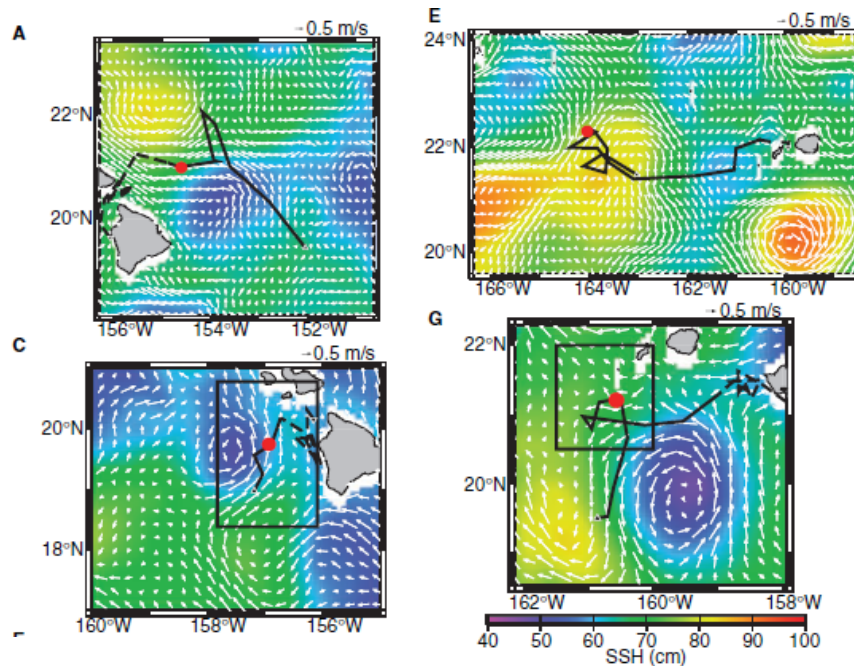 A
→ 0.5 m/s
22°N
20°N
156°W 154°W 152°W
E
→ 0.5 m/s
24°N
22°N
20°N
166°W 164°W 162°W 160°W
C
→ 0.5 m/s
20°N
18°N
160°W 158°W 156°W
G
→ 0.5 m/s
22°N
20°N
162°W 160°W 158°W
40 50 60 70 80 90 100
SSH (cm)